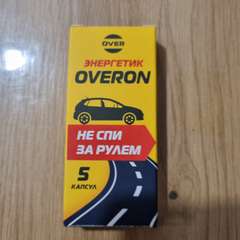 OVER
ЭНЕРГЕТИК
OVERON
НЕ СПИ
ЗА РУЛЕМ
5
КАПСУЛ